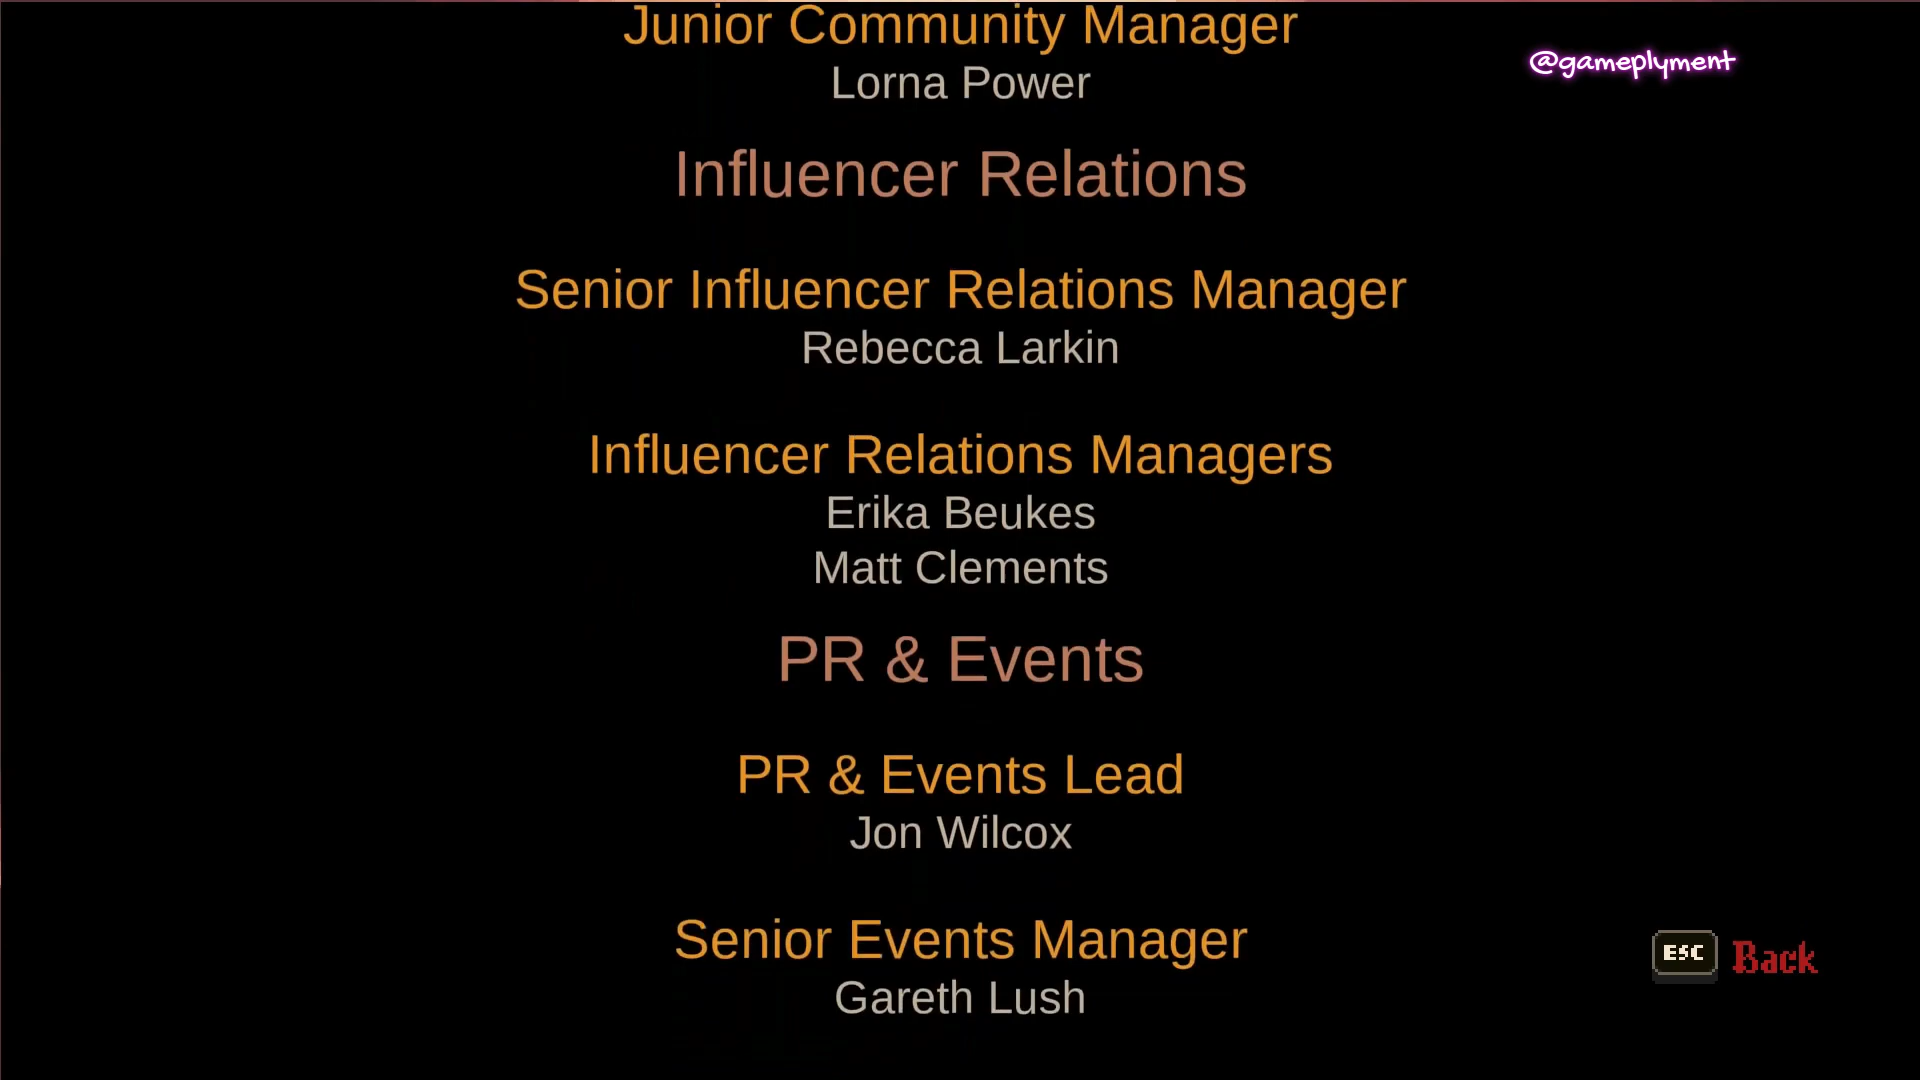 Junior Community Manager
@gameplyment
Lorna Power
Influencer Relations
Senior Influencer Relations Manager
Rebecca Larkin
Influencer Relations Managers
Erika Beukes
Matt Clements
PR & Events
PR & Events Lead
Jon Wilcox
Senior Events Manager
ESC Back
Gareth Lush